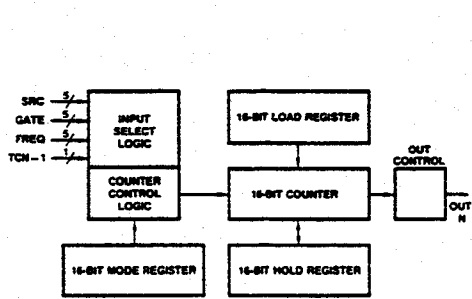 SRC 5
GATE 5
FREQ 5
TCN-1 1
INPUT
SELECT
LOGIC
COUNTER
CONTROL
LOGIC
16-BIT MODE REGISTER
16-BIT LOAD REGISTER
16-BIT COUNTER
16-BIT HOLD REGISTER
OUT
CONTROL
OUT
N